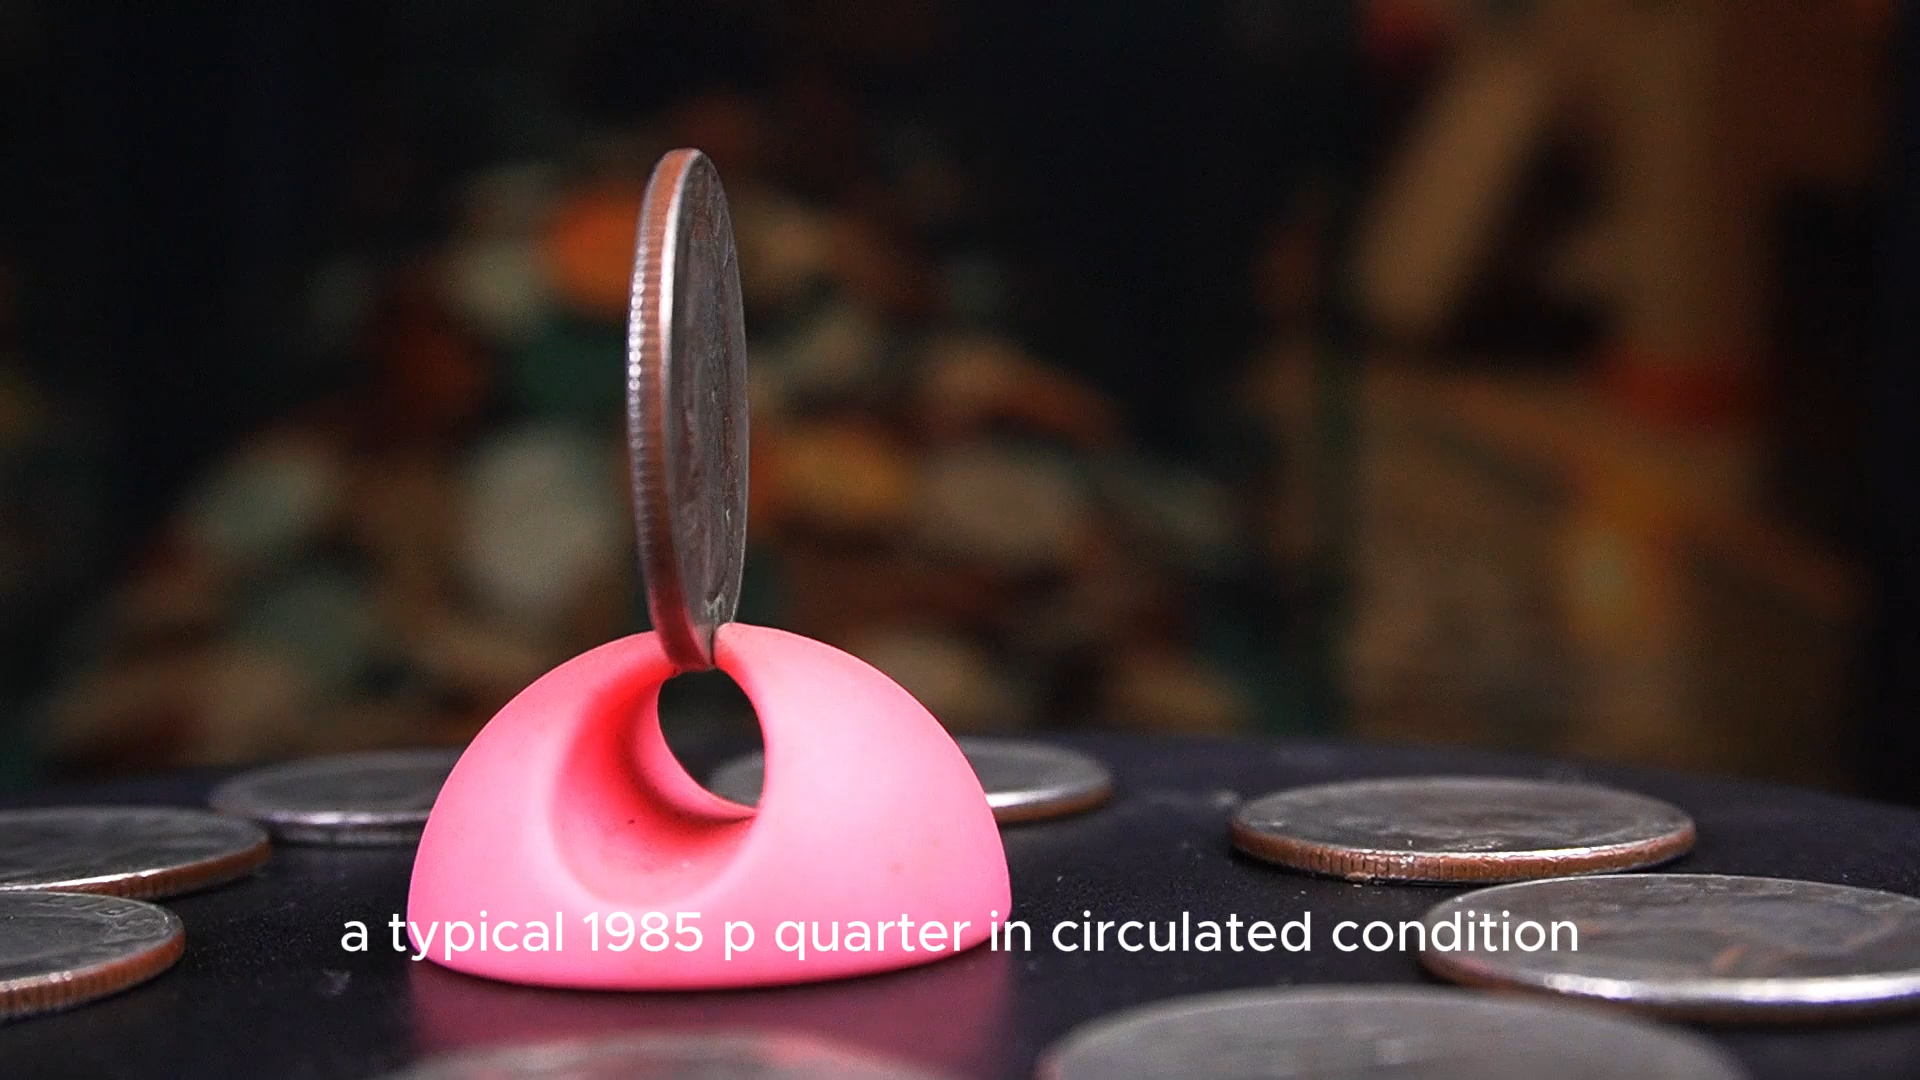 a typical 1985 p quarter in circulated condition